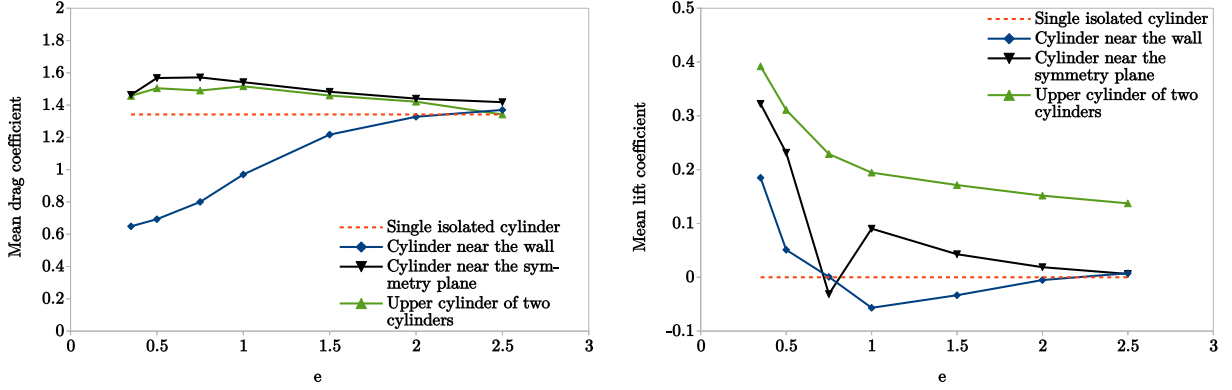 2
1.8
1.6
1.4
1.2
1
0.8
0.6
0.4
0.2
0
Mean drag coefficient
0
0.5
1
1.5
2
2.5
3
e
Single isolated cylinder
Cylinder near the wall
Cylinder near the sym-
metry plane
Upper cylinder of two
cylinders
0.5
0.4
0.3
0.2
0.1
0
-0.1
Mean lift coefficient
0
0.5
1
1.5
2
2.5
3
e
Single isolated cylinder
Cylinder near the wall
Cylinder near the
symmetry plane
Upper cylinder of two
cylinders